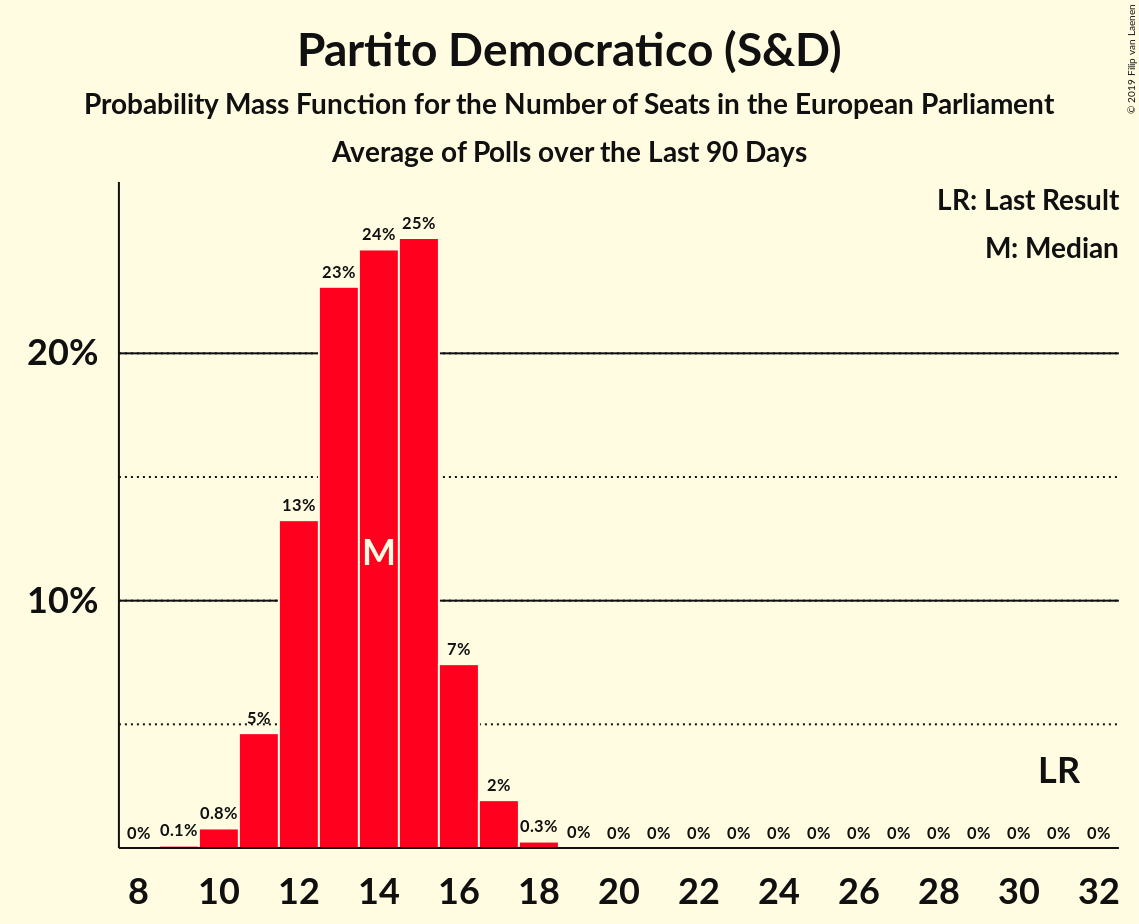 Partito Democratico (S&D)
Probability Mass Function for the Number of Seats in the European Parliament
Average of Polls over the Last 90 Days
© 2019 Filip van Laenen
LR: Last Result
M: Median
20%
10%
0% 0.1% 0.8% 5% 13% 23% 24% 25% 7% 2% 0.3% 0% 0% 0% 0% 0% 0% 0% 0% 0% 0% 0% 0% 0% 0%
M
LR
8 10 12 14 16 18 20 22 24 26 28 30 32